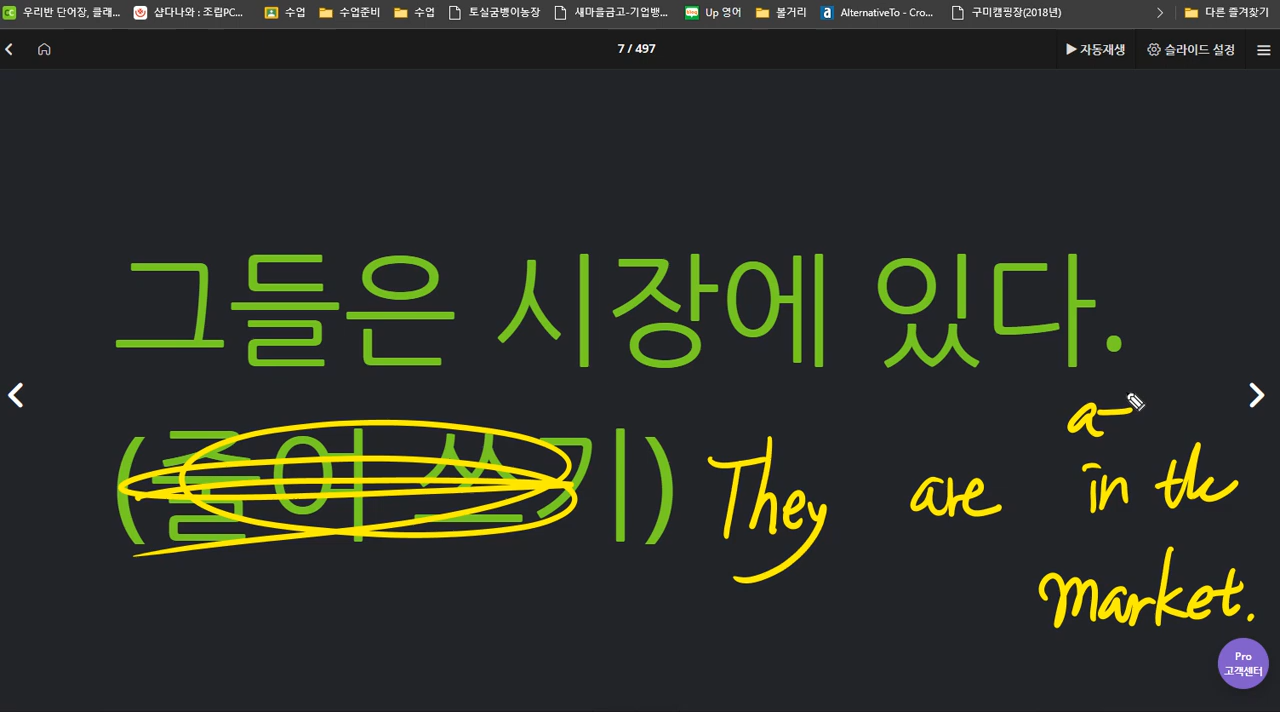 우리반 단어장, 클래... 샵다나와 : 조립PC... 수업 수업준비 수업 토실굼벵이농장 새마을금고-기업뱅... Up 영어 볼거리 AlternativeTo - Cro... 구미캠핑장(2018년) 다른 즐겨찾기
7 / 497 자동재생 슬라이드 설정
그들은 시장에 있다.
(줄여 쓰기)
a
They are in the
market.
Pro
고객센터